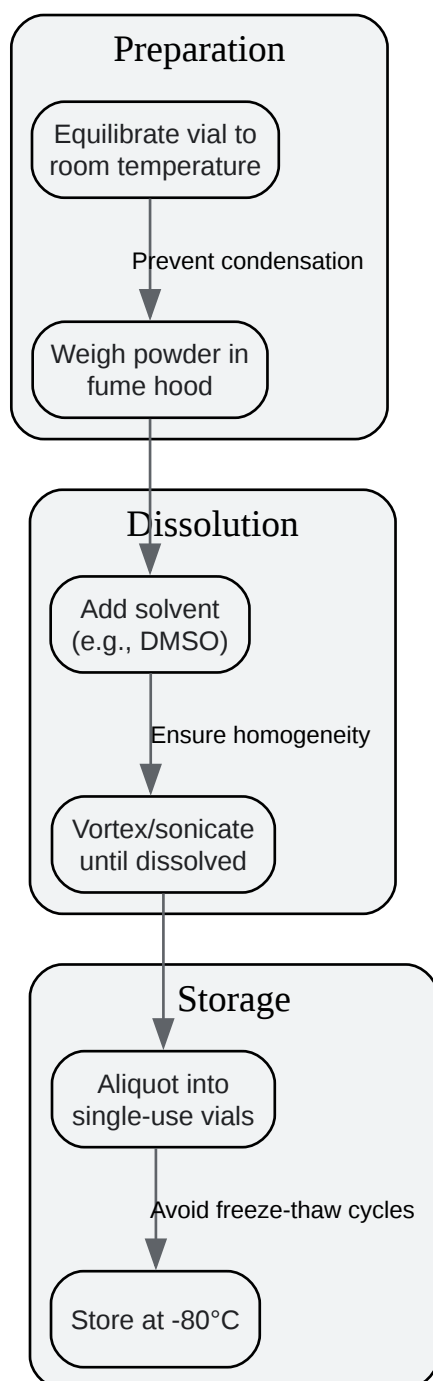 Preparation
Equilibrate vial to
room temperature
Prevent condensation
Weigh powder in
fume hood
Dissolution
Add solvent
(e.g., DMSO)
Ensure homogeneity
Vortex/sonicate
until dissolved
Storage
Aliquot into
single-use vials
Avoid freeze-thaw cycles
Store at -80°C